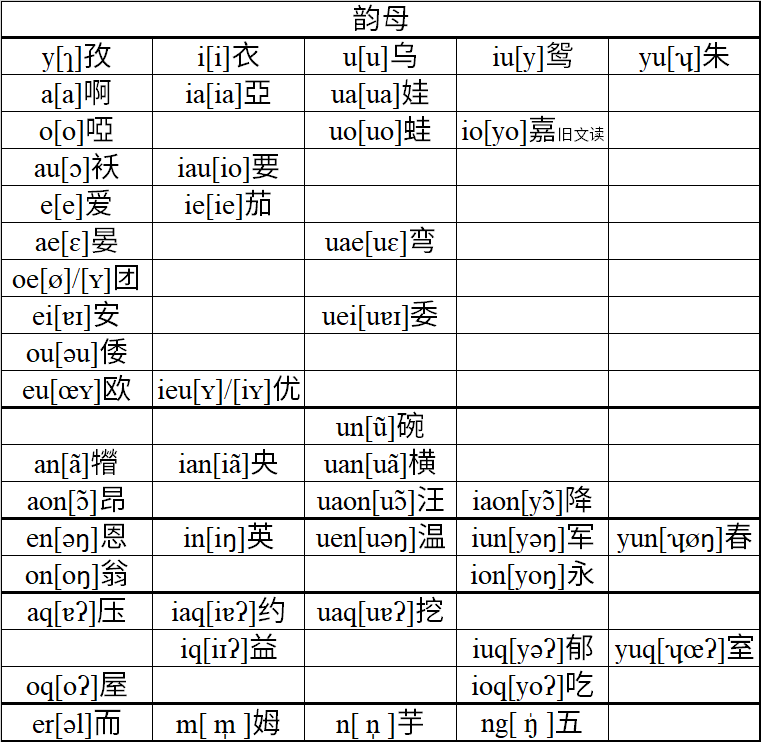 韵母
y[ʅ]孜 i[i]衣 u[u]乌 iu[y]鸳 yu[ʮ]朱
a[a]啊 ia[ia]亞 ua[ua]娃
o[o]啞 uo[uo]蛙 io[yo]嘉旧文读
au[ɔ]袄 iau[io]要
e[e]爱 ie[ie]茄
ae[ɛ]晏 uae[uɛ]弯
oe[ø]/[ʏ]团
ei[ɐɪ]安 uei[uɐɪ]委
ou[əu]倭
eu[œʏ]欧 ieu[ʏ]/[iʏ]优
un[ũ]碗
an[ã] ian[iã]央 uan[uã]横
aon[ɔ̃]昂 uaon[uɔ̃]汪 iaon[yɔ̃]降
en[əŋ]恩 in[iŋ]英 uen[uəŋ]温 iun[yəŋ]军 yun[ʮøŋ]春
on[oŋ]翁 ion[yoŋ]永
aq[ɐʔ]压 iaq[iɐʔ]约 uaq[uɐʔ]挖
iq[iɪʔ]益 iuq[yəʔ]郁 yuq[ʮœʔ]室
oq[oʔ]屋 ioq[yoʔ]吃
er[əl]而 m[ m̩ ]姆 n[ n̩ ]芋 ng[ ŋ̍ ]五